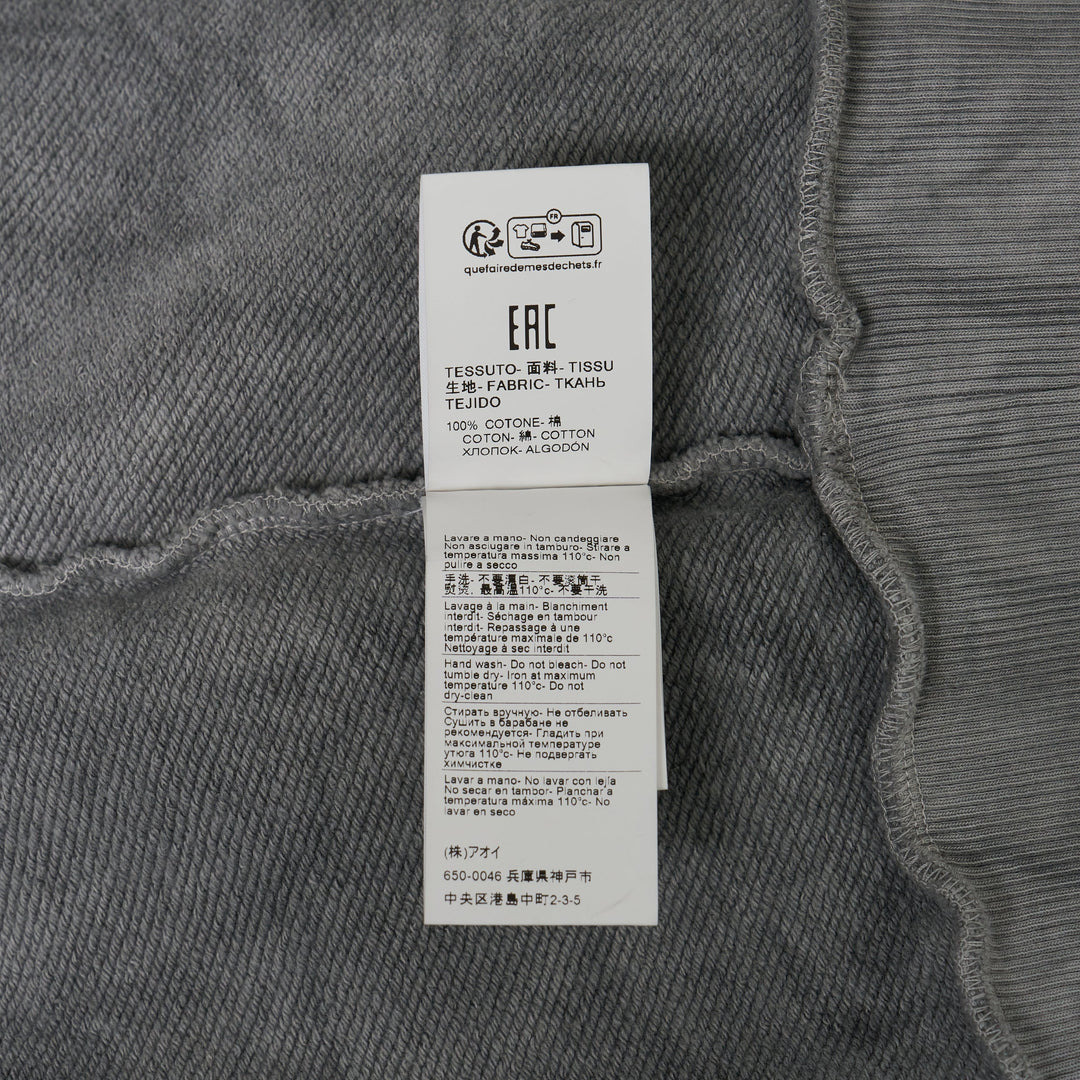 FR
quefairedemesdechets.fr
EAC
TESSUTO- 面料- TISSU
生地- FABRIC- ТКАНЬ
TEJIDO
100% COTONE- 棉
COTON- 綿- COTTON
ХЛОПОК- ALGODÓN
Lavare a mano- Non candeggiare
Non asciugare in tamburo- Stirare a
temperatura massima 110°c- Non
pulire a secco
手洗- 不要漂白- 不要滚筒干
熨烫. 最高温110°c- 不要干洗
Lavage à la main- Blanchiment
interdit- Séchage en tambour
interdit- Repassage à une
température maximale de 110°c
Nettoyage à sec interdit
Hand wash- Do not bleach- Do not
tumble dry- Iron at maximum
temperature 110°c- Do not
dry-clean
Стирать вручную- Не отбеливать
Сушить в барабане не
рекомендуется- Гладить при
максимальной температуре
утюга 110°c- Не подвергать
химчистке
Lavar a mano- No lavar con lejía
No secar en tambor- Planchar a
temperatura máxima 110°c- No
lavar en seco
(株)アオイ
650-0046 兵庫県神戸市
中央区港島中町2-3-5